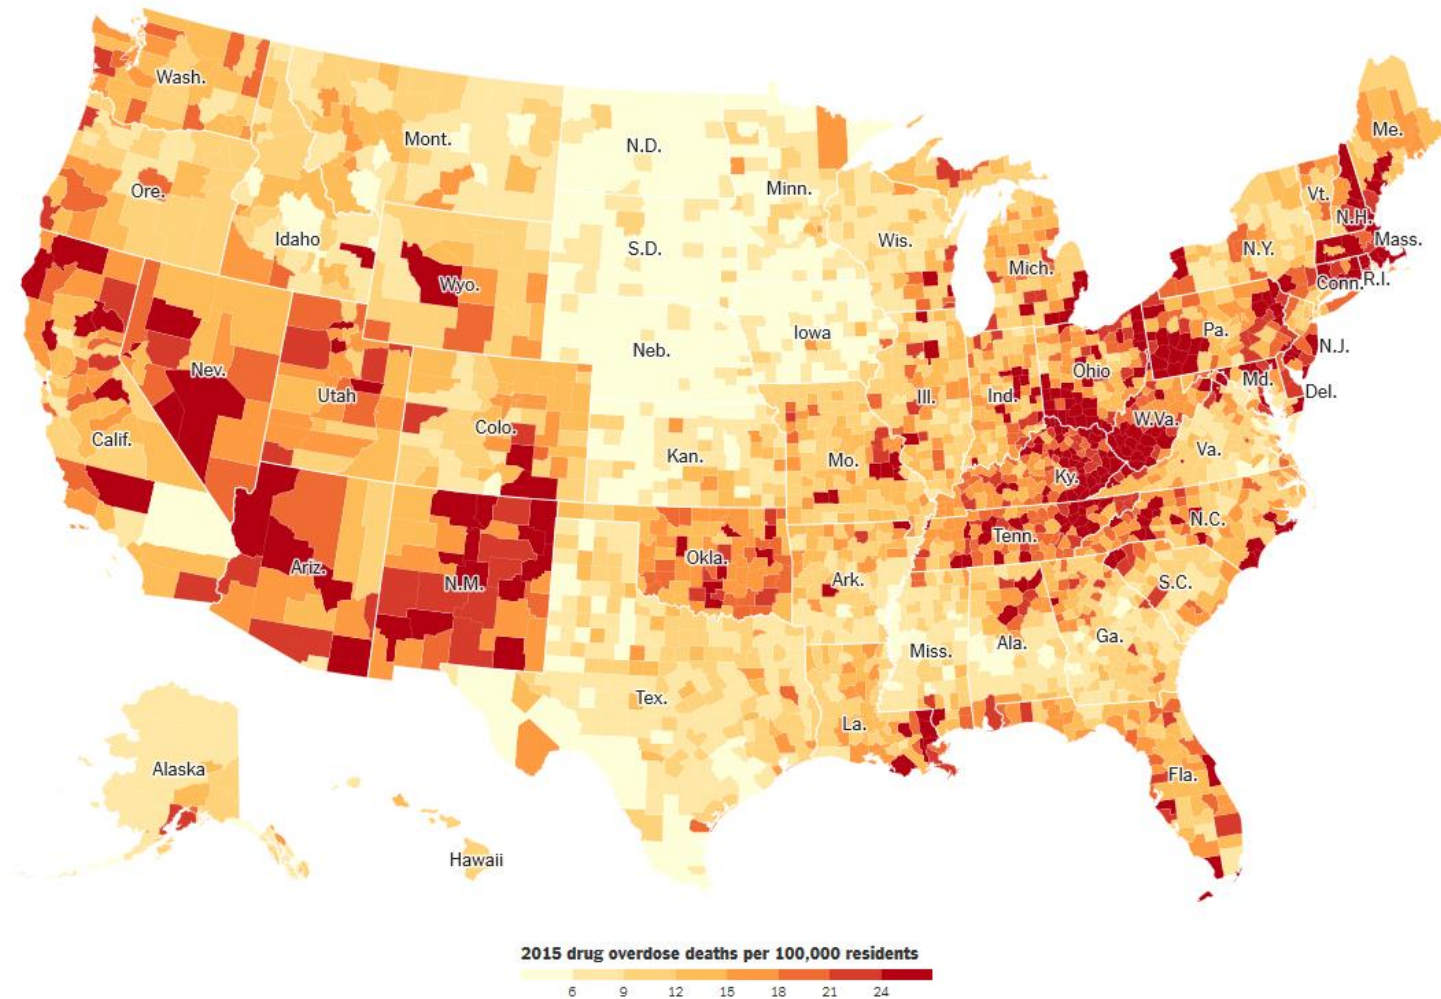 Wash.
Mont.
N.D.
Minn.
Me.
Ore.
Idaho
Wyo.
S.D.
Wis.
Mich.
Vt.
N.H.
N.Y.
Mass.
Conn.
R.I.
Nev.
Utah
Colo.
Neb.
Iowa
Ill.
Ind.
Ohio
Pa.
N.J.
Md.
Del.
W.Va.
Va.
Calif.
Kan.
Mo.
Ky.
Ariz.
N.M.
Okla.
Ark.
Tenn.
N.C.
S.C.
Tex.
La.
Miss.
Ala.
Ga.
Fla.
Alaska
Hawaii
2015 drug overdose deaths per 100,000 residents
6 9 12 15 18 21 24